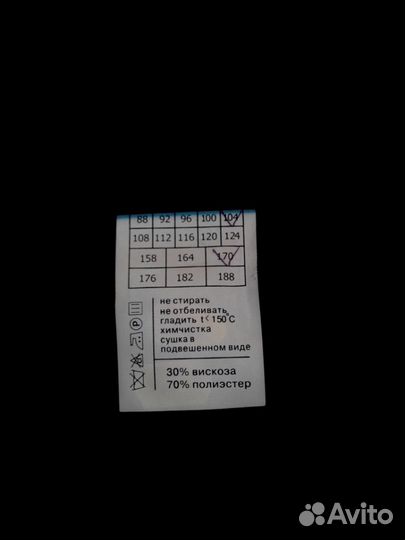 88 92 96 100 104
108 112 116 120 124
158 164 170
176 182 188
не стирать
не отбеливать
гладить t<150°C
химчистка
сушка в
подвешенном виде
P
30% вискоза
70% полиэстер
Avito